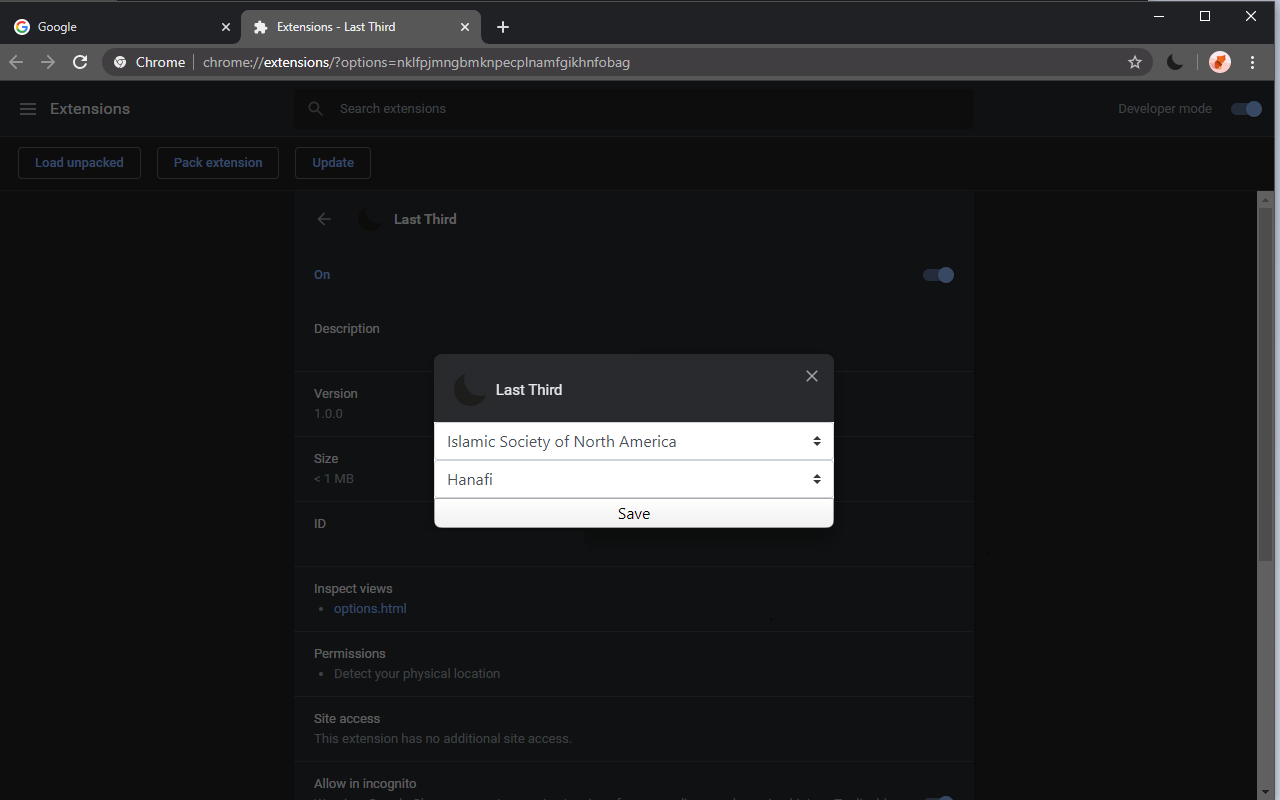 Google
Extensions - Last Third
Chrome
chrome://extensions/?options=nklfpjmngbmknpecplnamfgikhnfobag
Extensions
Search extensions
Developer mode
Load unpacked
Pack extension
Update
Last Third
On
Description
Version
1.0.0
Size
< 1 MB
ID
Last Third
Islamic Society of North America
Hanafi
Save
Inspect views
options.html
Permissions
Detect your physical location
Site access
This extension has no additional site access.
Allow in incognito